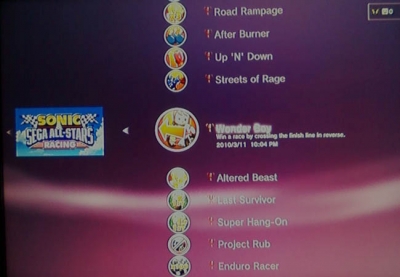 Road Rampage
After Burner
Up 'N' Down
Streets of Rage
SONIC
SEGA ALL-STARS
RACING
Wonder Boy
Win a race by crossing the finish line in reverse.
2010/3/11 10:04 PM
Altered Beast
Last Survivor
Super Hang-On
Project Rub
Enduro Racer